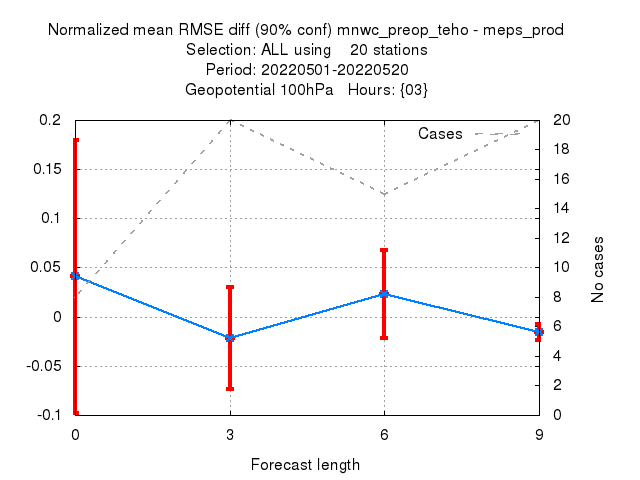 Normalized mean RMSE diff (90% conf) mnwc_preop_teho - meps_prod
Selection: ALL using    20 stations
Period: 20220501-20220520
Geopotential 100hPa   Hours: {03}
Cases
0.2
0.15
0.1
0.05
0
-0.05
-0.1
20
18
16
14
12
10
8
6
4
2
0
No cases
0 3 6 9
Forecast length